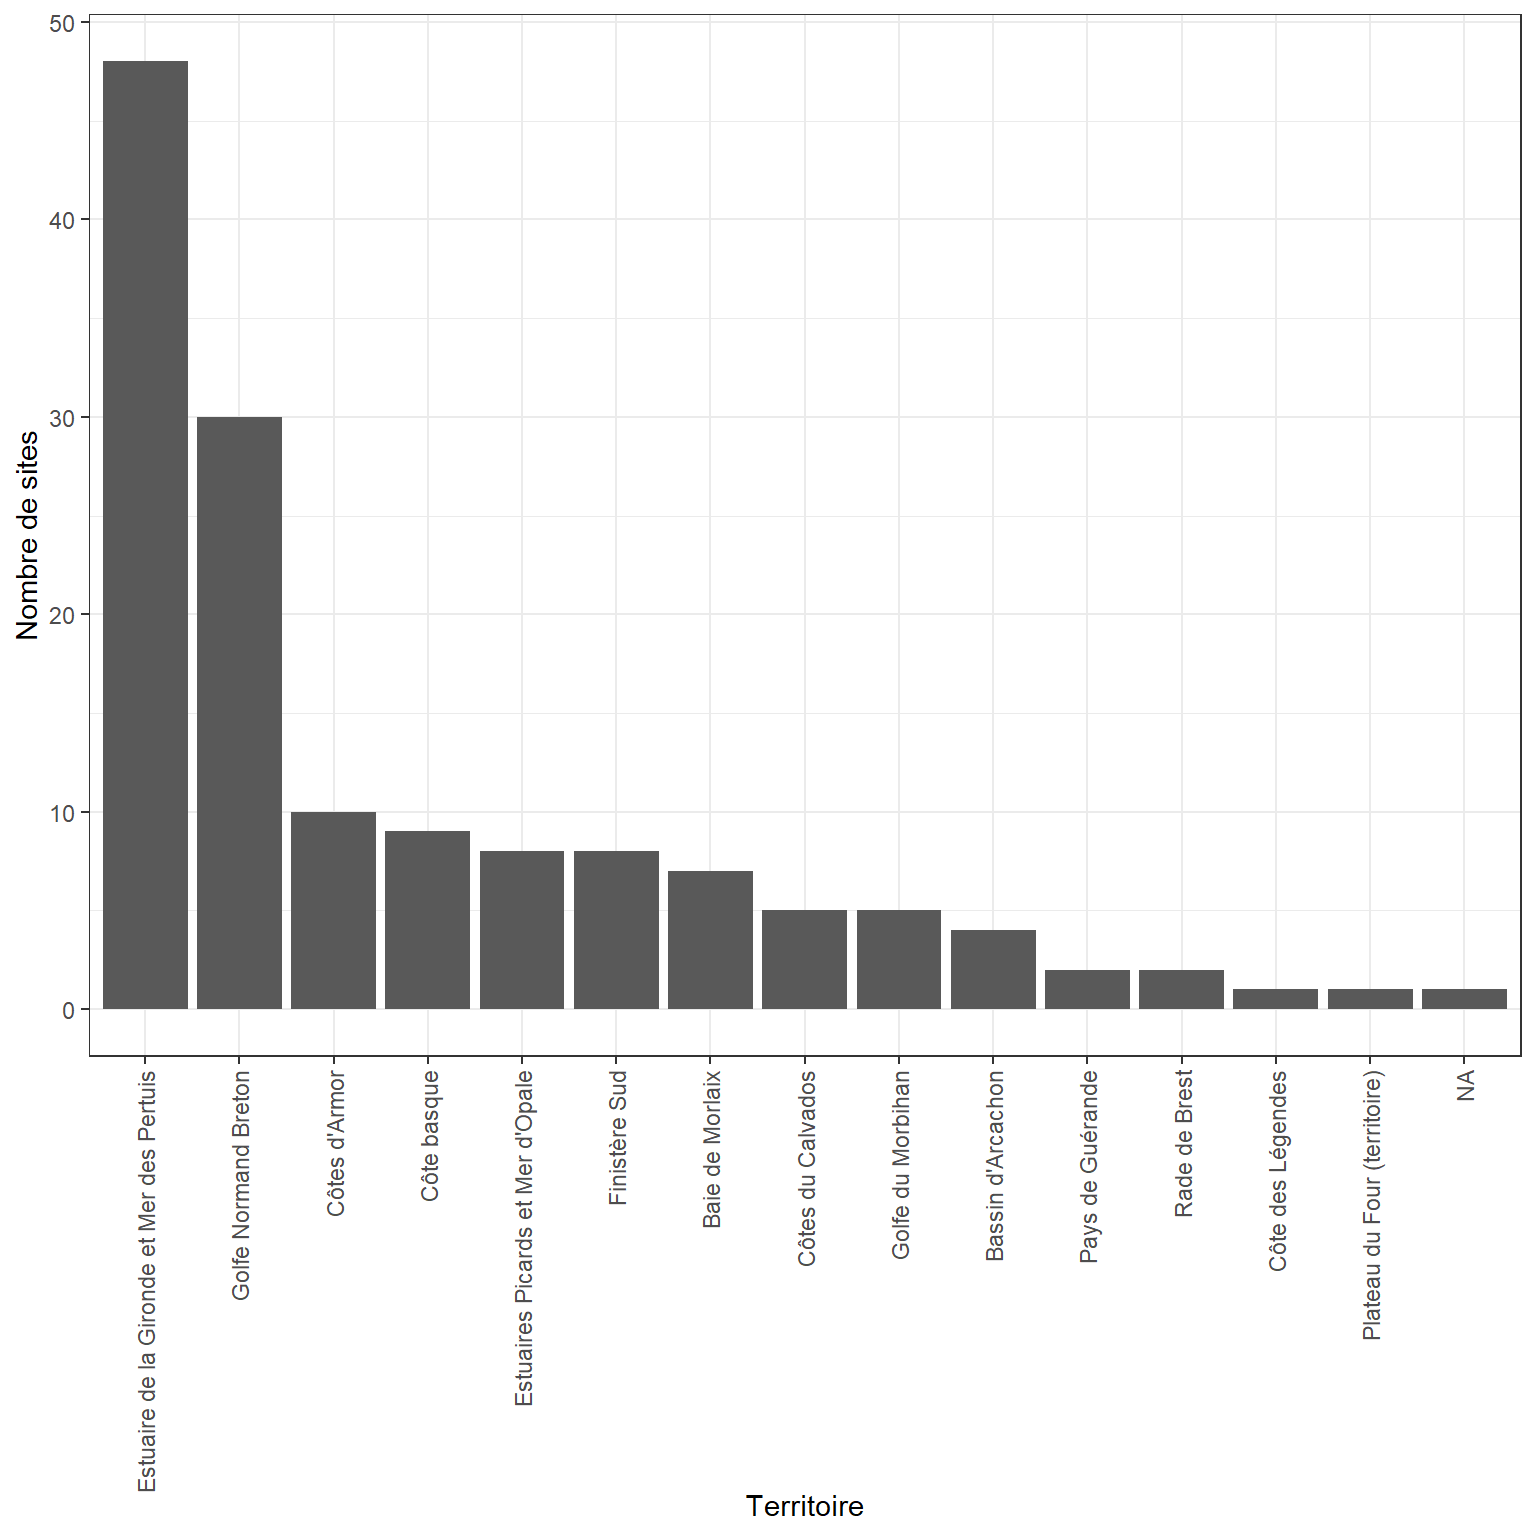 Nombre de sites
50
40
30
20
10
0
Estuaire de la Gironde et Mer des Pertuis
Golfe Normand Breton
Côtes d'Armor
Côte basque
Estuaires Picards et Mer d'Opale
Finistère Sud
Baie de Morlaix
Côtes du Calvados
Golfe du Morbihan
Bassin d'Arcachon
Pays de Guérande
Rade de Brest
Côte des Légendes
Plateau du Four (territoire)
NA
Territoire